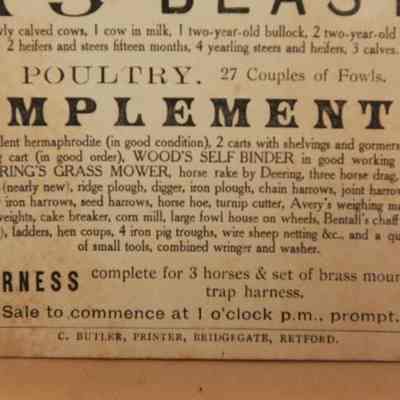 BEAST
ly calved cows, 1 cow in milk, 1 two-year-old bullock, 2 two-year-old
2 heifers and steers fifteen months, 4 yearling steers and heifers, 3 calves.
POULTRY. 27 Couples of Fowls.
MPLEMENT
lent hermaphrodite (in good condition), 2 carts with shelvings and gormers
cart (in good order), WOOD'S SELF BINDER in good working
RING'S GRASS MOWER, horse rake by Deering, three horse drag,
(nearly new), ridge plough, digger, iron plough, chain harrows, joint harrow
iron harrows, seed harrows, horse hoe, turnip cutter, Avery's weighing ma
weights, cake breaker, corn mill, large fowl house on wheels, Bentall's chaff
), ladders, hen coups, 4 iron pig troughs, wire sheep netting &c., and a qu
of small tools, combined wringer and washer.
RNESS complete for 3 horses & set of brass moun
trap harness.
Sale to commence at 1 o'clock p.m., prompt.
C. BUTLER, PRINTER, BRIDGEGATE, RETFORD.